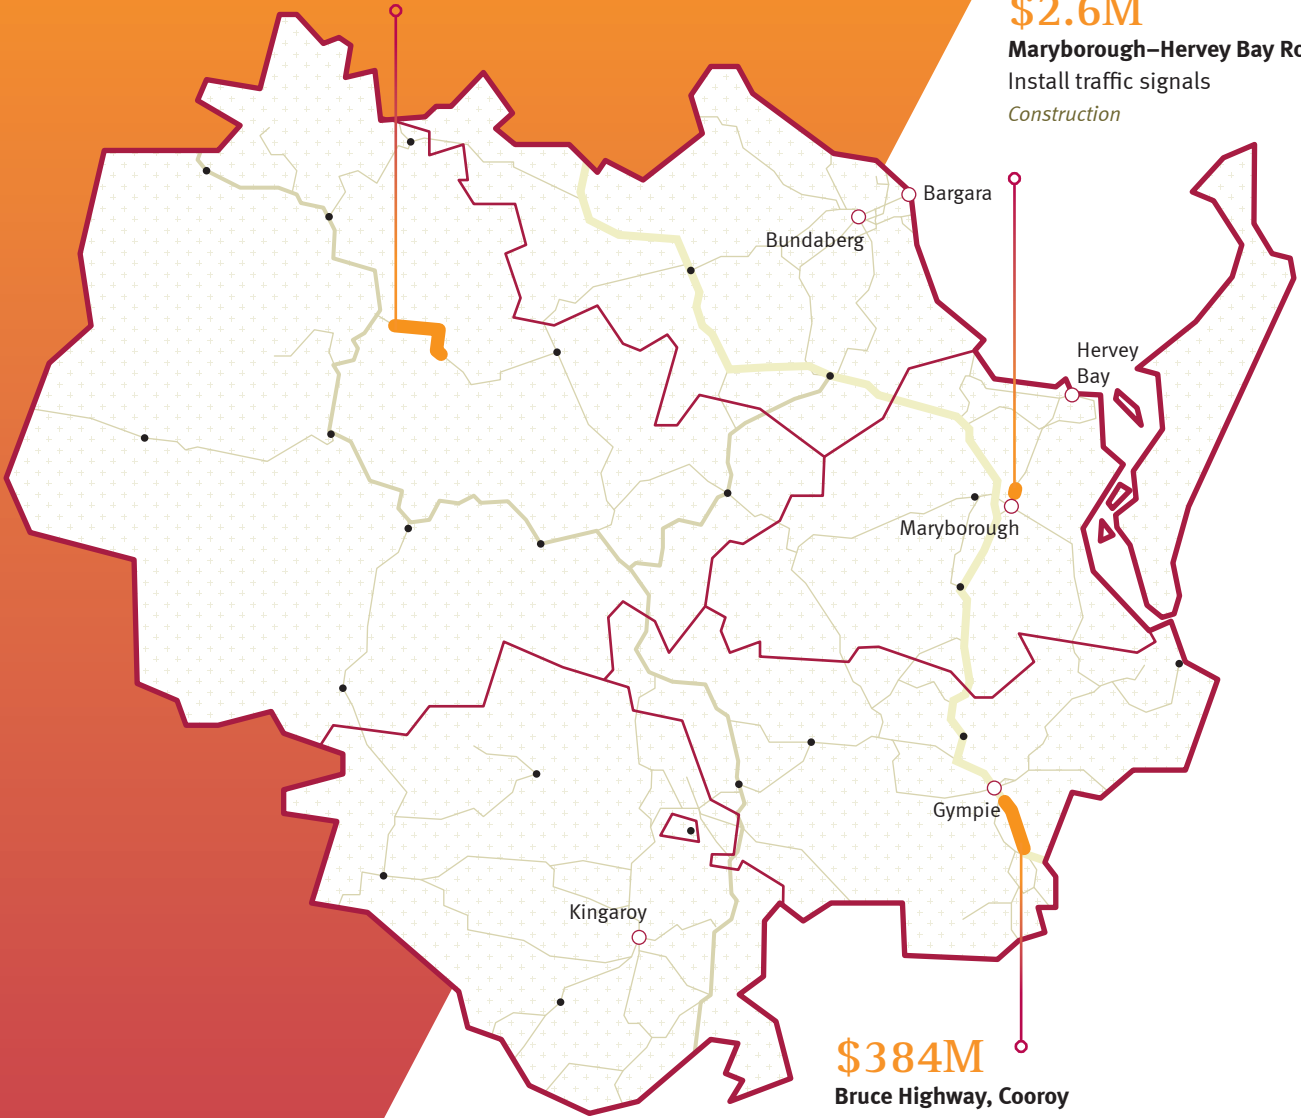 $2.6M
Maryborough–Hervey Bay
Install traffic signals
Construction
Bargara
Bundaberg
Hervey
Bay
Maryborough
Gympie
Kingaroy
$384M
Bruce Highway, Cooroy